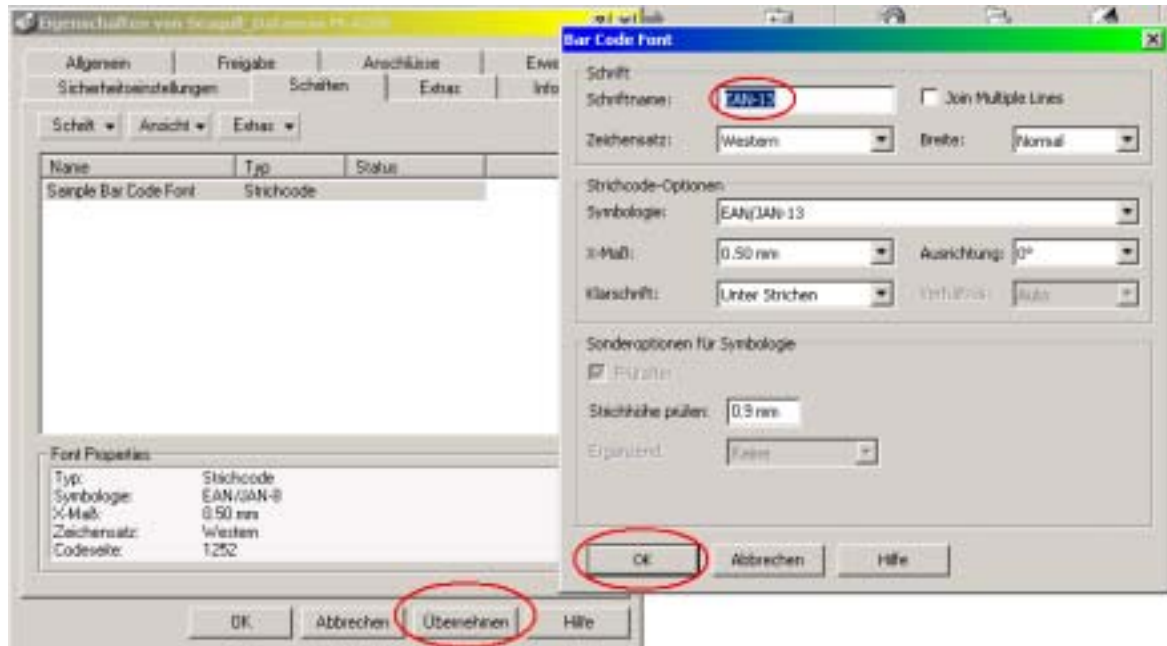 Eigenschaften von Seagull Datamax
Allgemein Freigabe Anschlüsse
Sicherheitseinstellungen Schriften Extras
Schrift Ansicht Extras
Name Typ Status
Sample Bar Code Font Strichcode
Font Properties
Typ: Strichcode
Symbologie: EAN/JAN-8
X-Maß: 0.50 mm
Zeichensatz: Western
Codeseite: 1252
OK Abbrechen Übernehmen Hilfe
Bar Code Font
Schrift
Schriftname: EAN-13 Join Multiple Lines
Zeichensatz: Western Breite: Normal
Strichcode-Optionen
Symbologie: EAN/JAN-13
X-Maß: 0.50 mm Ausrichtung: 0°
Klarschrift: Unter Strichen Verhältnis: Auto
Sonderoptionen für Symbologie
Prüfziffer
Strichhöhe prüfen: 0.9 mm
Ergänzend: Keine
OK Abbrechen Hilfe